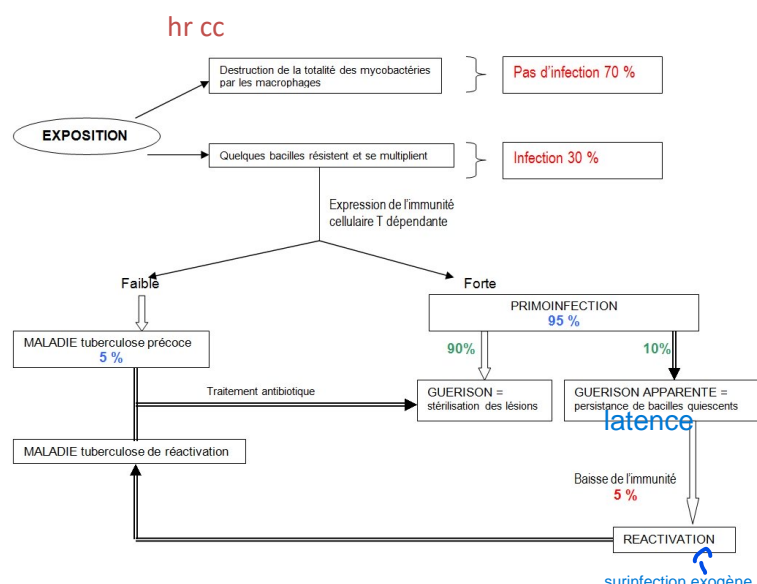 hr cc
Destruction de la totalité des mycobactéries
par les macrophages
Pas d'infection 70 %
EXPOSITION
Quelques bacilles résistent et se multiplient
Infection 30 %
Expression de l'immunité
cellulaire T dépendante
Faible
Forte
PRIMOINFECTION
95 %
MALADIE tuberculose précoce
5 %
90%
10%
Traitement antibiotique
GUERISON =
stérilisation des lésions
GUERISON APPARENTE =
persistance de bacilles quiescents
latence
MALADIE tuberculose de réactivation
Baisse de l'immunité
5 %
REACTIVATION
surinfection exogène